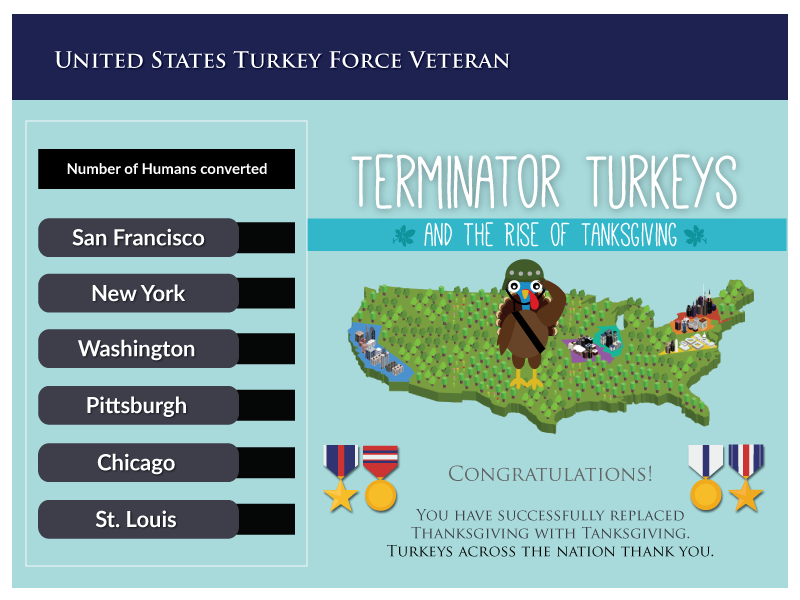 United States Turkey Force Veteran
Number of Humans converted
San Francisco
New York
Washington
Pittsburgh
Chicago
St. Louis
TERMINATOR TURKEYS
AND THE RISE OF TANKSGIVING
Congratulations!
You have successfully replaced
Thanksgiving with Tanksgiving.
Turkeys across the nation thank you.